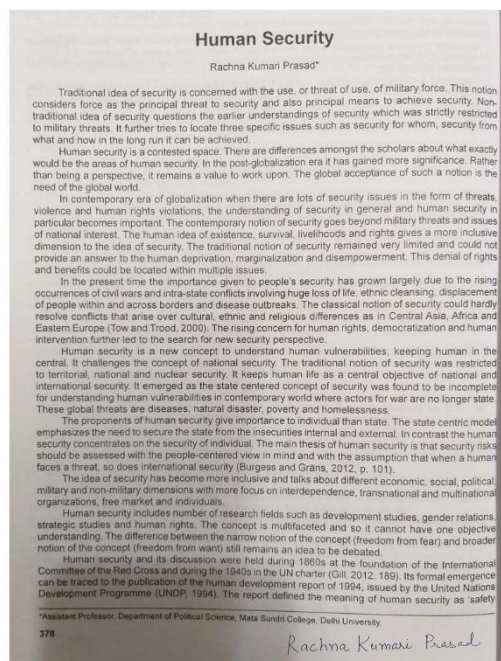 Human Security
Rachna Kumari Prasad*
Traditional idea of security is concerned with the use, or threat of use, of military force. This notion
considers force as the principal threat to security and also principal means to achieve security. Non-
traditional idea of security questions the earlier understandings of security which was strictly restricted
to military threats. It further tries to locate three specific issues such as security for whom, security from
what and how in the long run it can be achieved.
Human security is a contested space. There are differences amongst the scholars about what exactly
would be the areas of human security. In the post-globalization era it has gained more significance. Rather
than being a perspective, it remains a value to work upon. The global acceptance of such a notion is the
need of the global world.
In contemporary era of globalization when there are lots of security issues in the form of threats,
violence and human rights violations, the understanding of security in general and human security in
particular becomes important. The contemporary notion of security goes beyond military threats and issues
of national interest. The human idea of existence, survival, livelihoods and rights gives a more inclusive
dimension to the idea of security. The traditional notion of security remained very limited and could not
provide an answer to the human deprivation, marginalization and disempowerment. This denial of rights
and benefits could be located within multiple issues.
In the present time the importance given to people's security has grown largely due to the rising
occurrences of civil wars and intra-state conflicts involving huge loss of life, ethnic cleansing, displacement
of people within and across borders and disease outbreaks. The classical notion of security could hardly
resolve conflicts that arise over cultural, ethnic and religious differences as in Central Asia, Africa and
Eastern Europe (Tow and Trood, 2000). The rising concern for human rights, democratization and human
intervention further led to the search for new security perspective.
Human security is a new concept to understand human vulnerabilities, keeping human in the
central. It challenges the concept of national security. The traditional notion of security was restricted
to territorial, national and nuclear security. It keeps human life as a central objective of national and
international security. It emerged as the state centered concept of security was found to be incomplete
for understanding human vulnerabilities in contemporary world where actors for war are no longer state.
These global threats are diseases, natural disaster, poverty and homelessness.
The proponents of human security give importance to individual than state. The state centric model
emphasizes the need to secure the state from the insecurities internal and external. In contrast the human
security concentrates on the security of individual. The main thesis of human security is that security risks
should be assessed with the people-centered view in mind and with the assumption that when a human
faces a threat, so does international security (Burgess and Gräns, 2012, p. 101).
The idea of security has become more inclusive and talks about different economic, social, political,
military and non-military dimensions with more focus on interdependence, transnational and multinational
organizations, free market and individuals.
Human security includes number of research fields such as development studies, gender relations,
strategic studies and human rights. The concept is multifaceted and so it cannot have one objective
understanding. The difference between the narrow notion of the concept (freedom from fear) and broader
notion of the concept (freedom from want) still remains an idea to be debated.
Human security and its discussion were held during 1860s at the foundation of the International
Committee of the Red Cross and during the 1940s in the UN charter (Gill, 2012: 189). Its formal emergence
can be traced to the publication of the human development report of 1994, issued by the United Nations
Development Programme (UNDP, 1994). The report defined the meaning of human security as 'safety
*Assistant Professor, Department of Political Science, Mata Sundri College, Delhi University.
378
Rachna Kumari Prasad